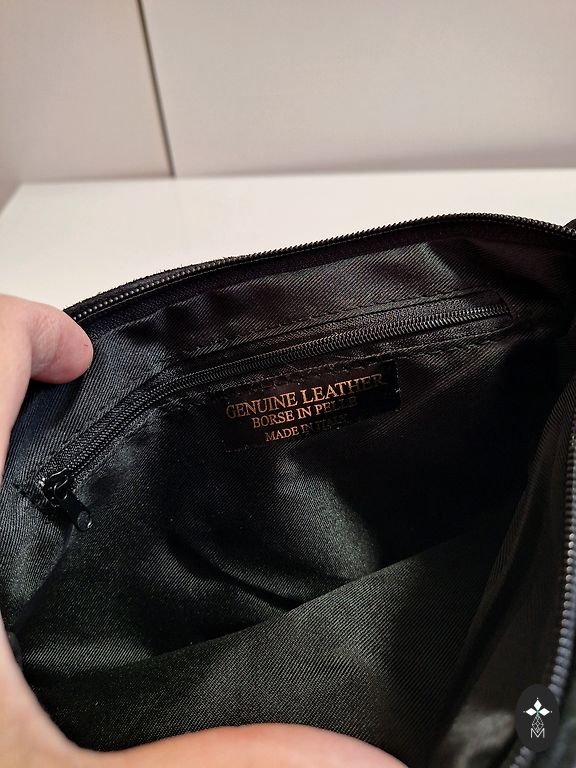 GENUINE LEATHER
BORSE IN PELLE
MADE IN ITALY
M